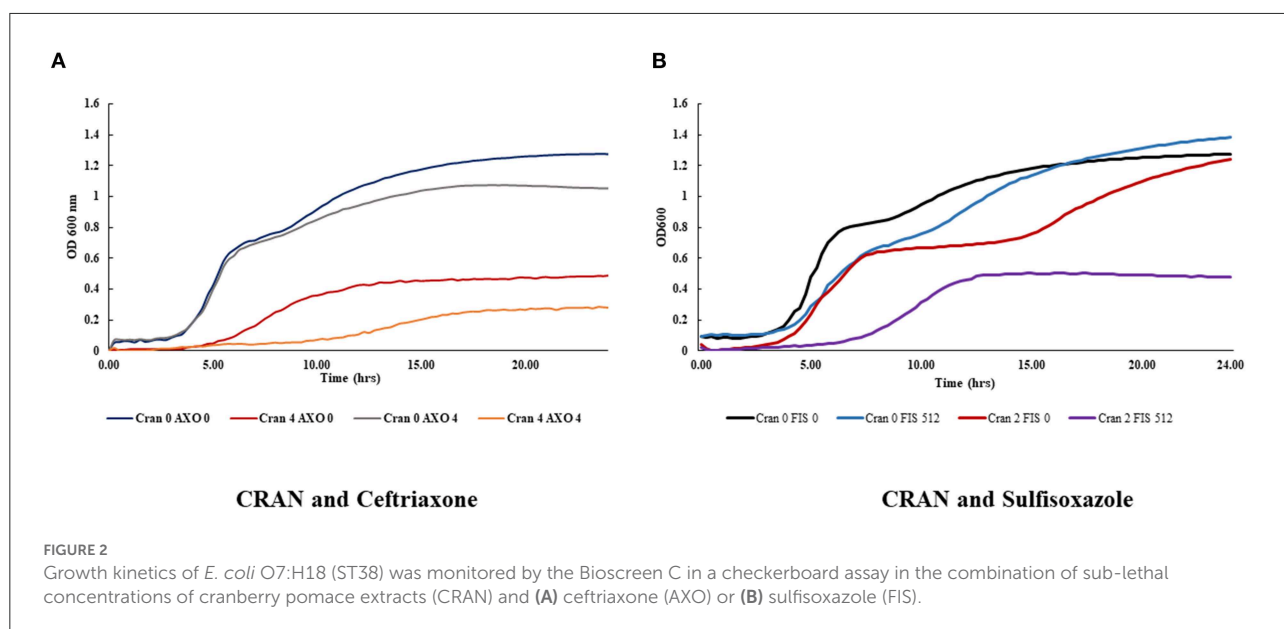 A
1.6
1.4
1.2
1
0.8
0.6
0.4
0.2
0
OD 600 nm
0.00
5.00
10.00
15.00
20.00
Time (hrs)
Cran 0 AXO 0
Cran 4 AXO 0
Cran 0 AXO 4
Cran 4 AXO 4
CRAN and Ceftriaxone
B
1.6
1.4
1.2
1
0.8
0.6
0.4
0.2
0
OD600
0.00
5.00
10.00
15.00
20.00
24.00
Time (hrs)
Cran 0 FIS 0
Cran 0 FIS 512
Cran 2 FIS 0
Cran 2 FIS 512
CRAN and Sulfisoxazole
FIGURE 2
Growth kinetics of E. coli O7:H18 (ST38) was monitored by the Bioscreen C in a checkerboard assay in the combination of sub-lethal
concentrations of cranberry pomace extracts (CRAN) and (A) ceftriaxone (AXO) or (B) sulfisoxazole (FIS).